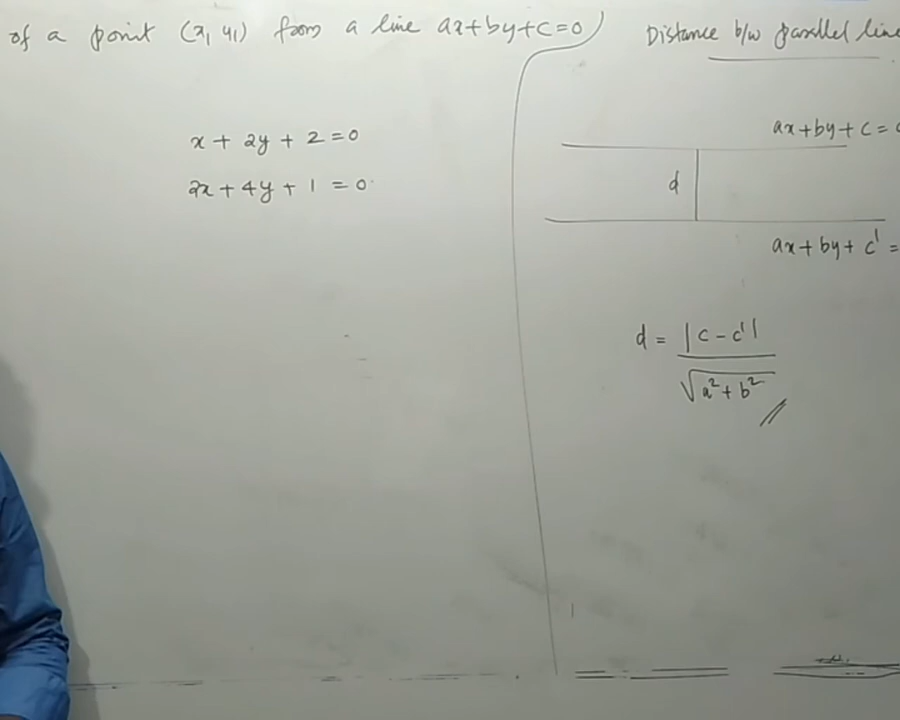 of a point (x₁ y₁) from a line ax+by+c=0
x + 2y + 2 = 0
2x + 4y + 1 = 0
Distance b/w parallel line
ax+by+c=0
d
ax+by+c'=
d = |c-c'|
√a²+b²